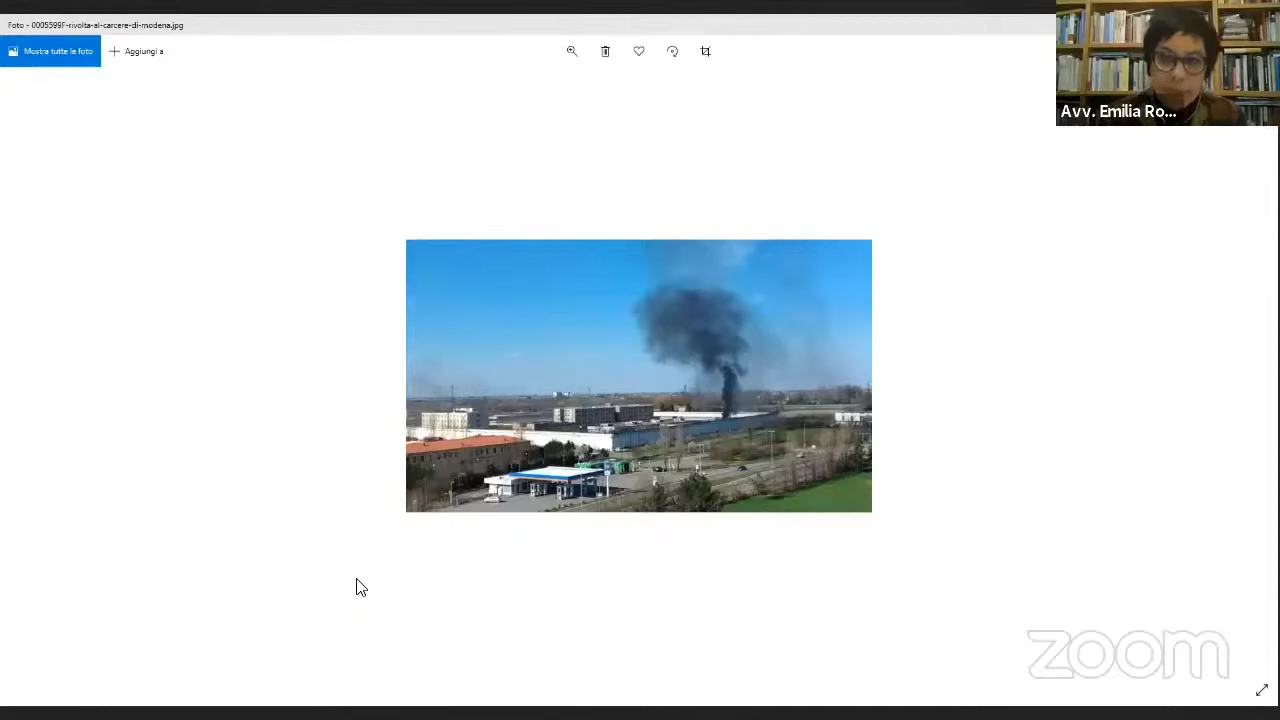 Foto - 0005599F-rivolta-al-carcere-di-modena.jpg
Mostra tutte le foto
Aggiungi a
Avv. Emilia Ro...
zoom